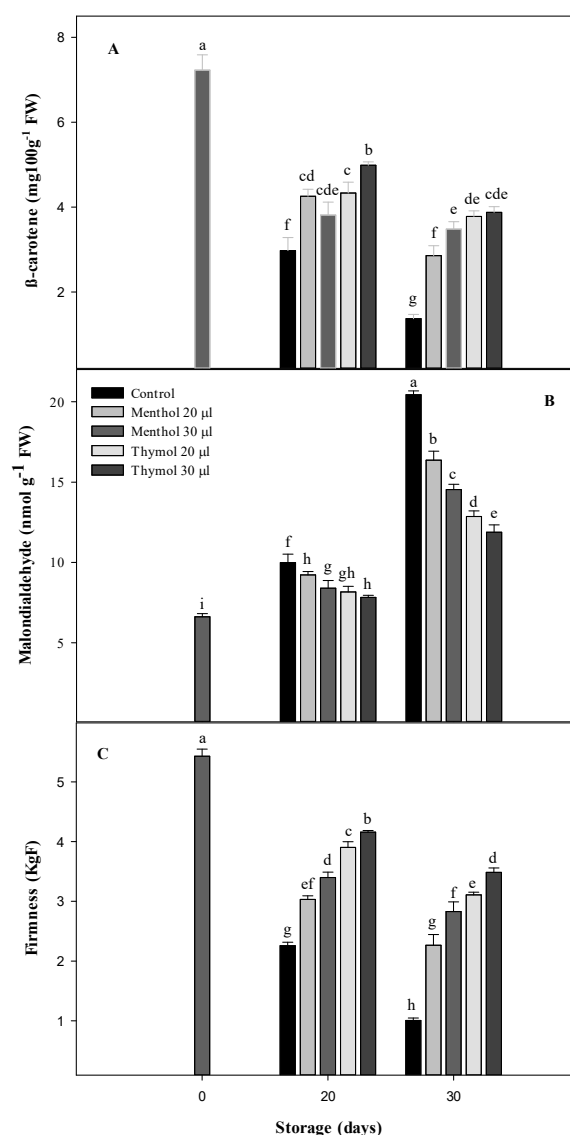 A
8
6
4
2
ß-carotene (mg100g-1 FW)
a
f
cd
cde
c
b
g
f
e
de
cde
B
20
15
10
5
Malondialdehyde (nmol g-1 FW)
Control
Menthol 20 µl
Menthol 30 µl
Thymol 20 µl
Thymol 30 µl
i
f
h
g
gh
h
a
b
c
d
e
C
5
4
3
2
1
Firmness (KgF)
a
g
ef
d
c
b
h
g
f
e
d
0
20
30
Storage (days)